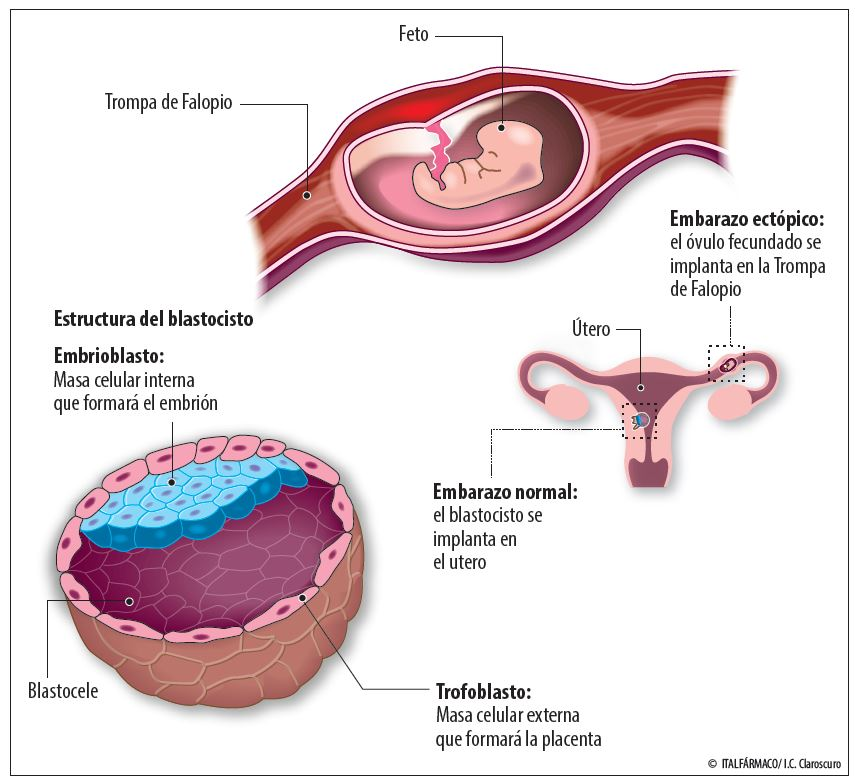 Feto
Trompa de Falopio
Embarazo ectópico:
el óvulo fecundado se
implanta en la Trompa
de Falopio
Estructura del blastocisto
Embrioblasto:
Masa celular interna
que formará el embrión
Útero
Embarazo normal:
el blastocisto se
implanta en
el utero
Blastocele
Trofoblasto:
Masa celular externa
que formará la placenta
© ITALFÁRMACO/ I.C. Claroscuro